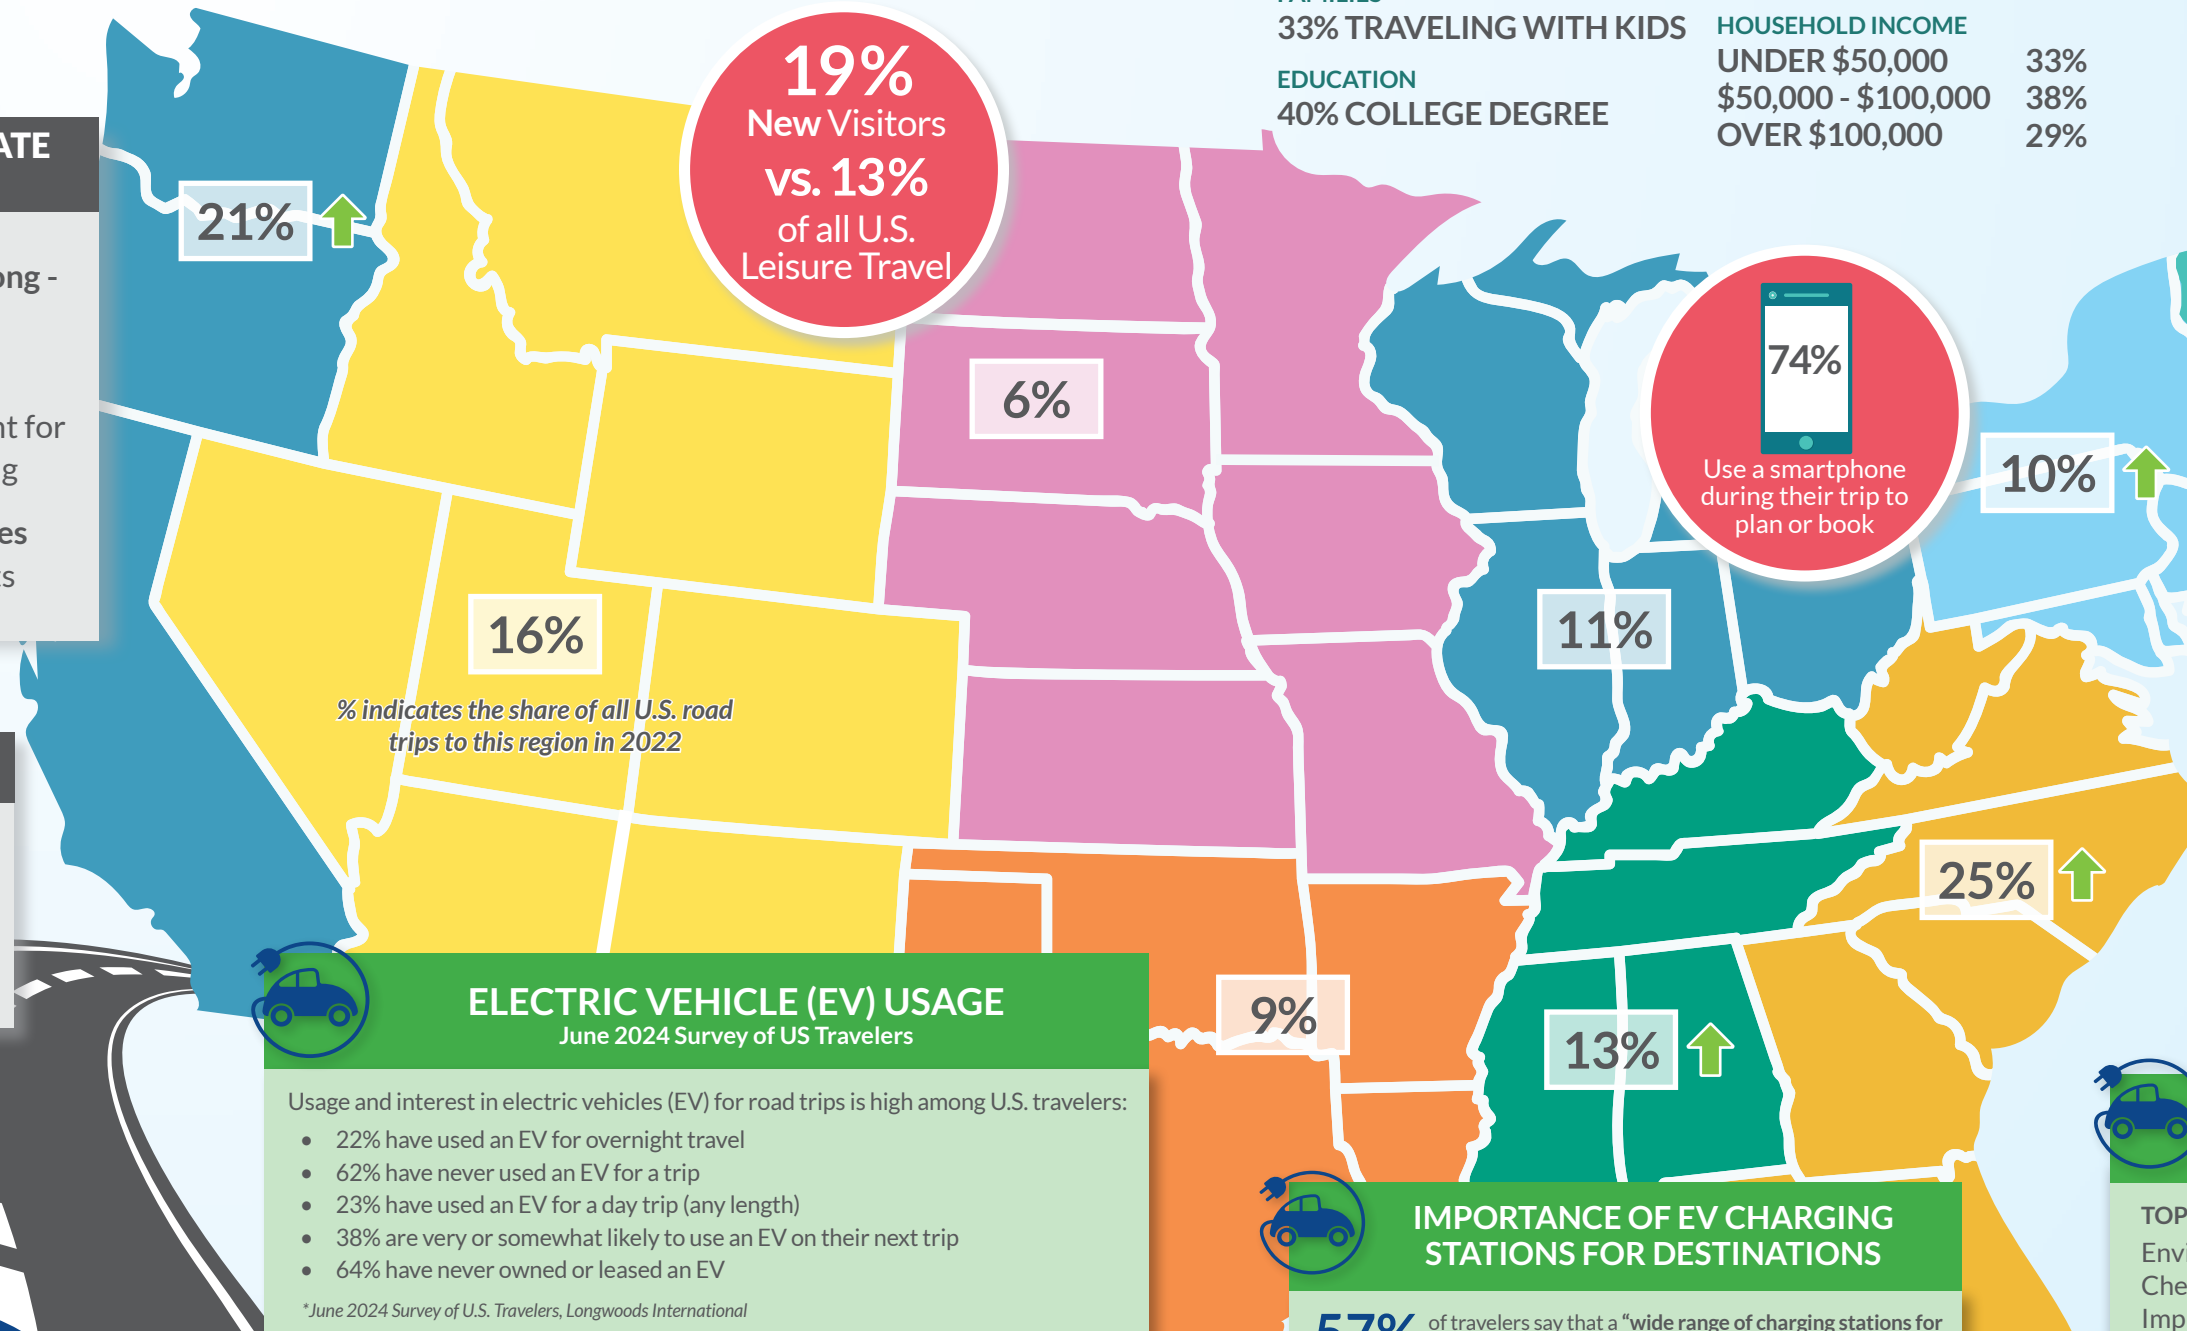 33% TRAVELING WITH KIDS
EDUCATION
40% COLLEGE DEGREE
HOUSEHOLD INCOME
UNDER $50,000 33%
$50,000 - $100,000 38%
OVER $100,000 29%
19%
New Visitors
vs. 13%
of all U.S.
Leisure Travel
ATE
ong -
nt for
g
es
ts
21%
6%
74%
Use a smartphone
during their trip to
plan or book
10%
16%
% indicates the share of all U.S. road
trips to this region in 2022
11%
25%
9%
13%
ELECTRIC VEHICLE (EV) USAGE
June 2024 Survey of US Travelers
Usage and interest in electric vehicles (EV) for road trips is high among U.S. travelers:
• 22% have used an EV for overnight travel
• 62% have never used an EV for a trip
• 23% have used an EV for a day trip (any length)
• 38% are very or somewhat likely to use an EV on their next trip
• 64% have never owned or leased an EV
*June 2024 Survey of U.S. Travelers, Longwoods International
IMPORTANCE OF EV CHARGING
STATIONS FOR DESTINATIONS
57% of travelers say that a “wide range of charging stations for
TOP
Envi
Che
Imp